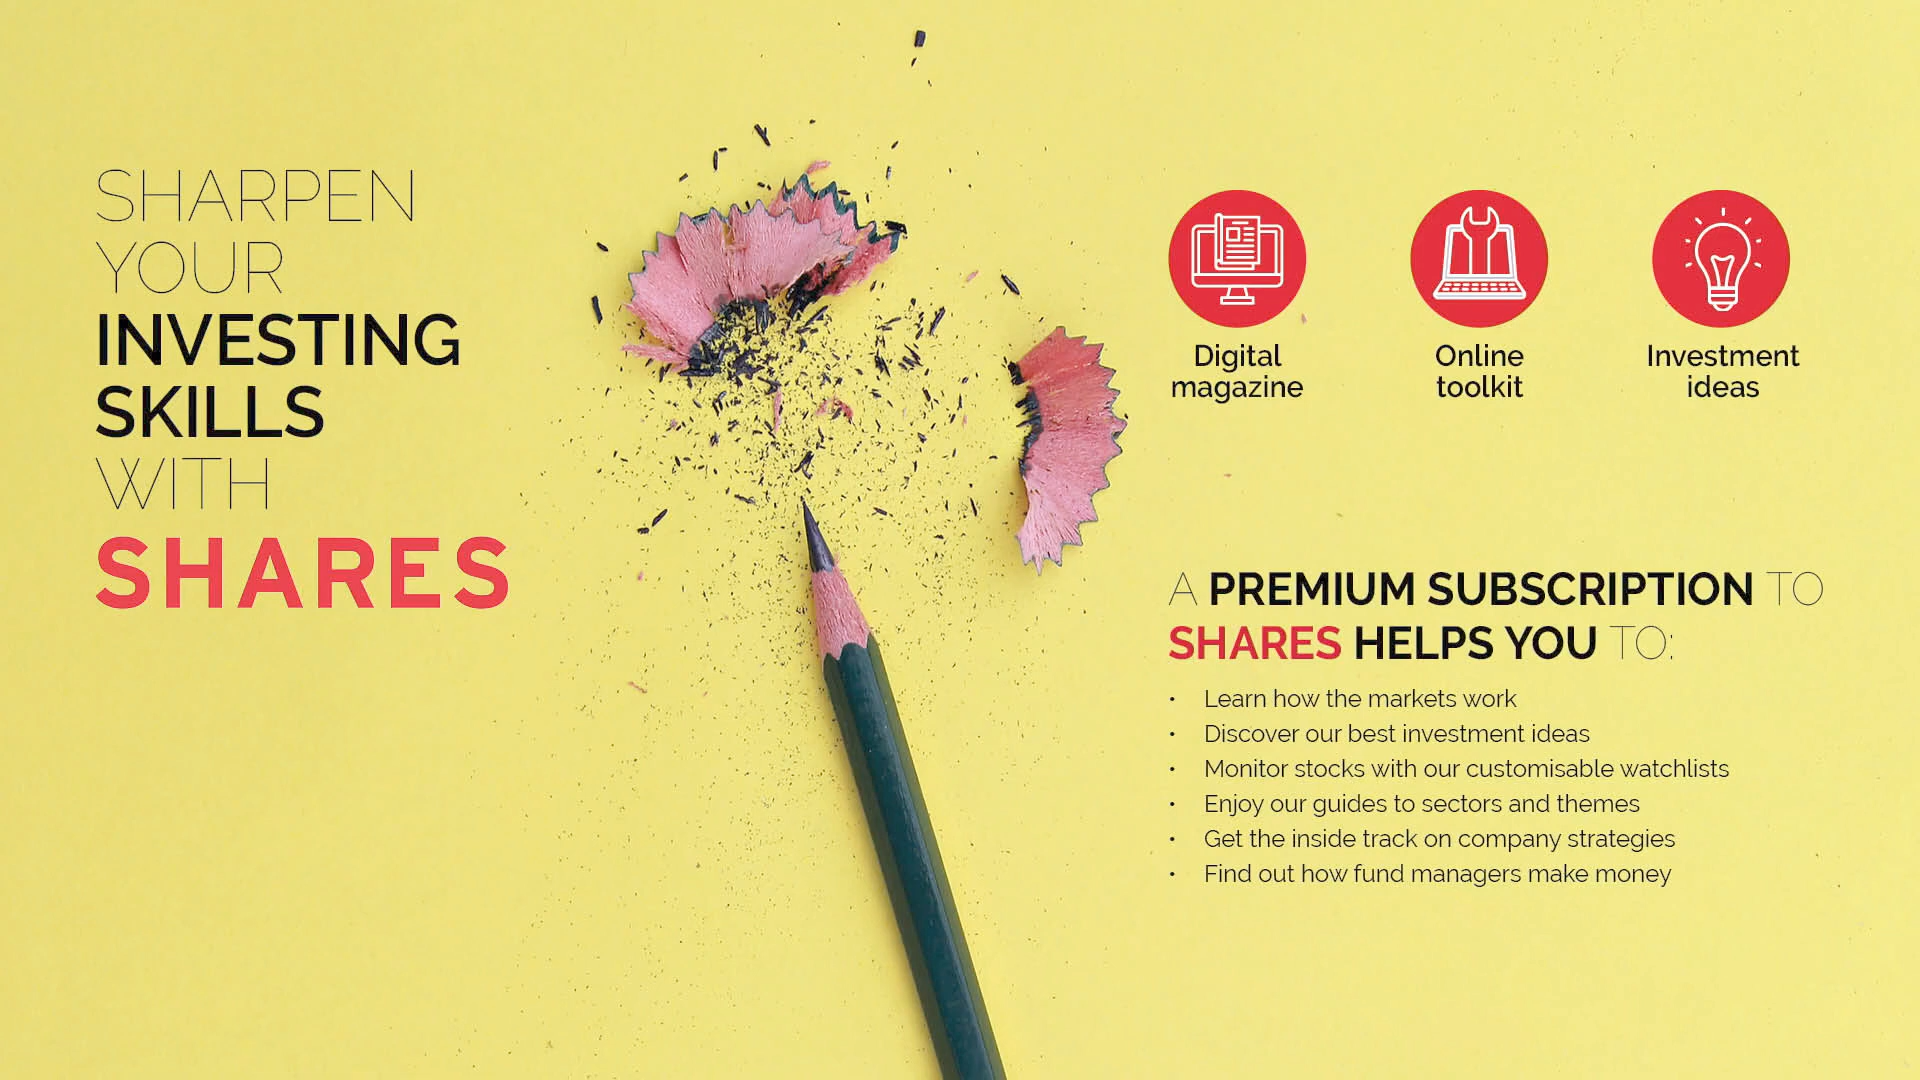 SHARPEN
YOUR
INVESTING
SKILLS
WITH
SHARES
Digital
magazine
Online
toolkit
Investment
ideas
A PREMIUM SUBSCRIPTION TO
SHARES HELPS YOU TO:
• Learn how the markets work
• Discover our best investment ideas
• Monitor stocks with our customisable watchlists
• Enjoy our guides to sectors and themes
• Get the inside track on company strategies
• Find out how fund managers make money